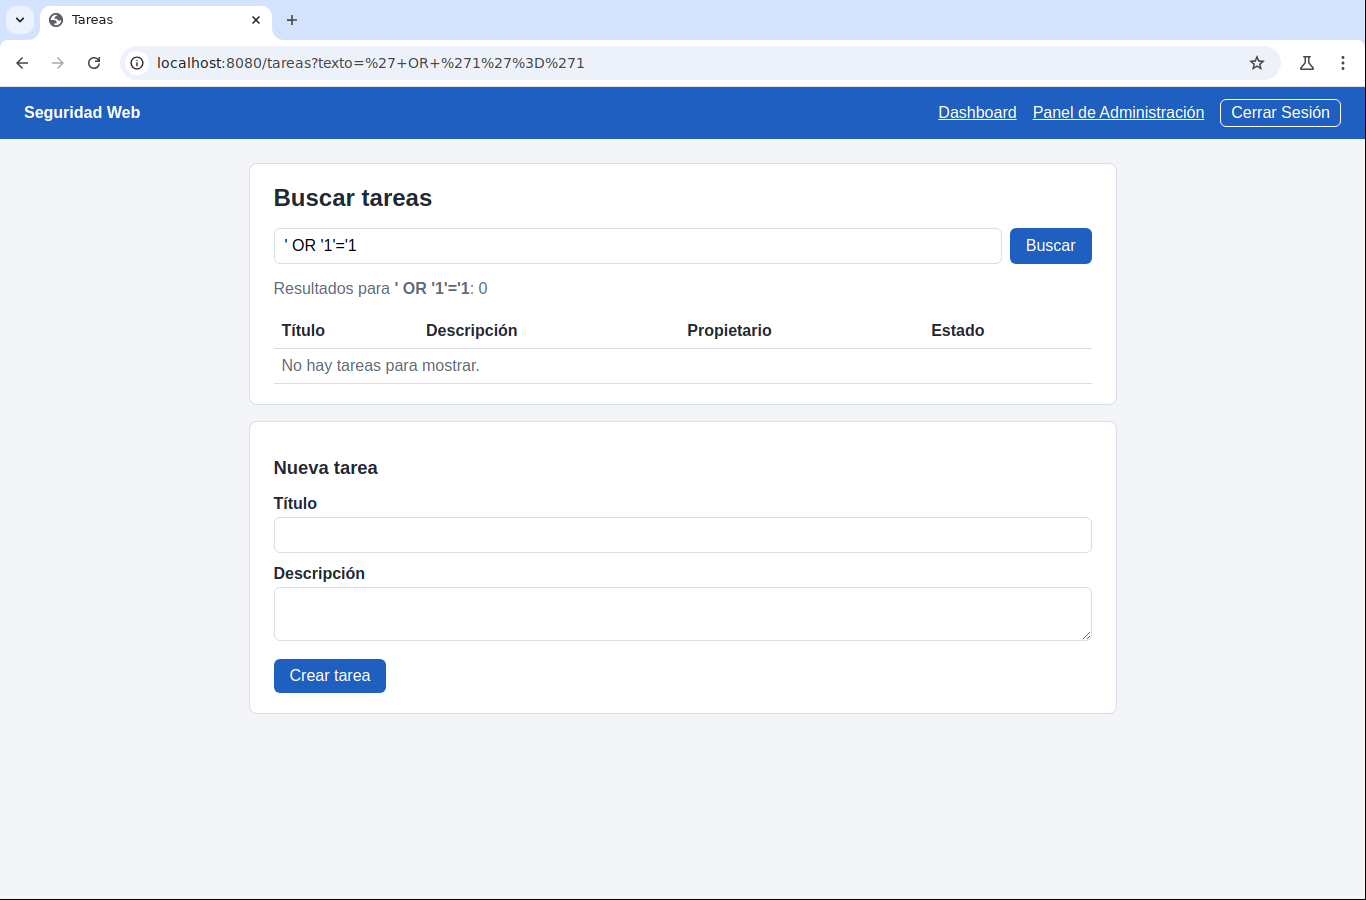 Tareas
localhost:8080/tareas?texto=%27+OR+%271%27%3D%271
Seguridad Web
Dashboard
Panel de Administración
Cerrar Sesión
Buscar tareas
' OR '1'='1
Buscar
Resultados para ' OR '1'='1: 0
Título Descripción Propietario Estado
No hay tareas para mostrar.
Nueva tarea
Título
Descripción
Crear tarea